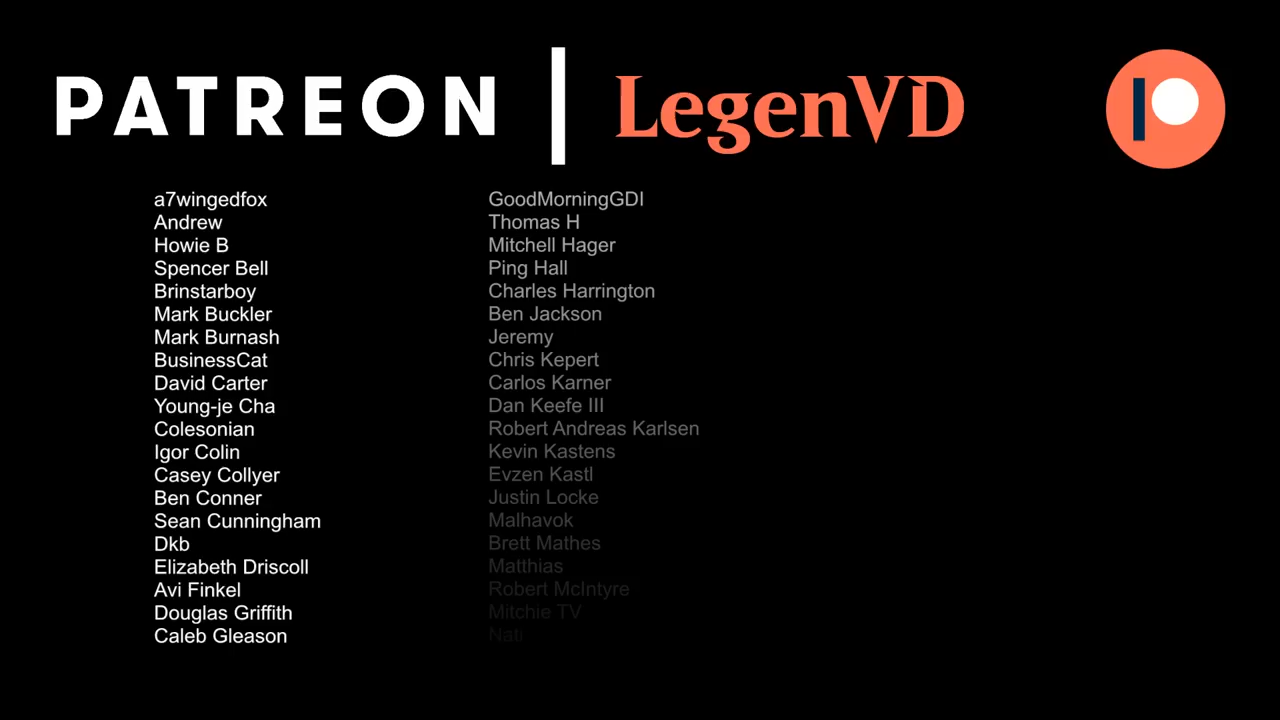 PATREON | LegenVD
a7wingedfox
Andrew
Howie B
Spencer Bell
Brinstarboy
Mark Buckler
Mark Burnash
BusinessCat
David Carter
Young-je Cha
Colesonian
Igor Colin
Casey Collyer
Ben Conner
Sean Cunningham
Dkb
Elizabeth Driscoll
Avi Finkel
Douglas Griffith
Caleb Gleason
GoodMorningGDI
Thomas H
Mitchell Hager
Ping Hall
Charles Harrington
Ben Jackson
Jeremy
Chris Kepert
Carlos Karner
Dan Keefe III
Robert Andreas Karlsen
Kevin Kastens
Evzen Kastl
Justin Locke
Malhavok
Brett Mathes
Matthias
Robert McIntyre
Mitchie TV
Nati